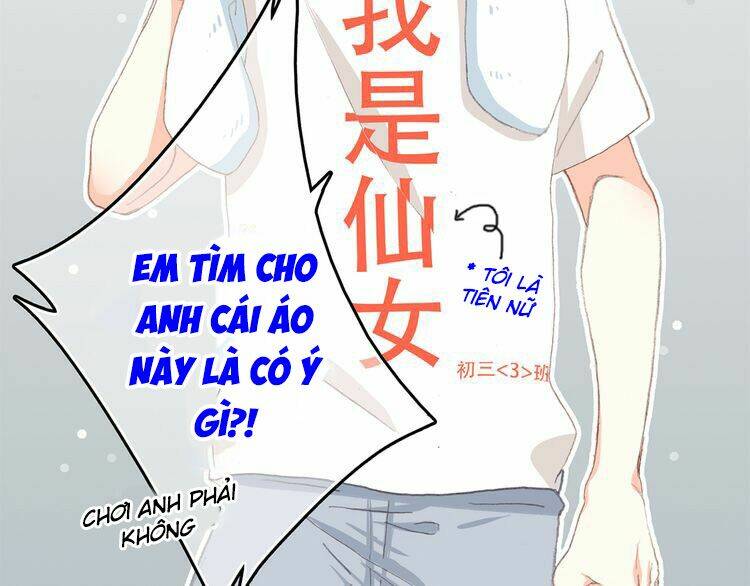 我是仙女
初三<3>班
* TÔI LÀ
TIÊN NỮ
EM TÌM CHO
ANH CÁI ÁO
NÀY LÀ CÓ Ý
GÌ?!
CHƠI ANH PHẢI
KHÔNG